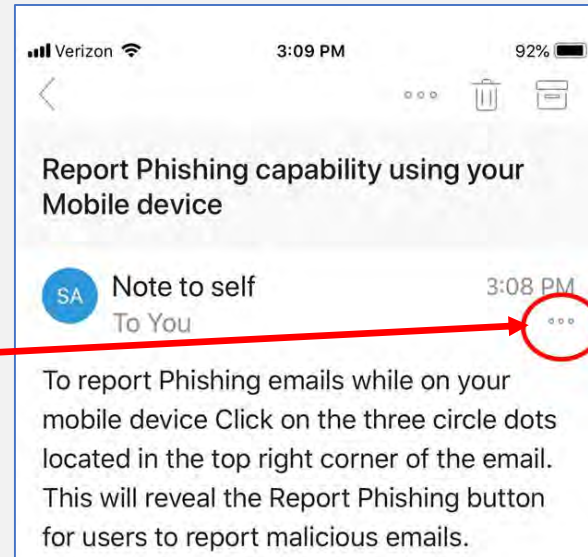 Verizon 3:09 PM 92%
Report Phishing capability using your
Mobile device
SA Note to self 3:08 PM
To You
To report Phishing emails while on your
mobile device Click on the three circle dots
located in the top right corner of the email.
This will reveal the Report Phishing button
for users to report malicious emails.